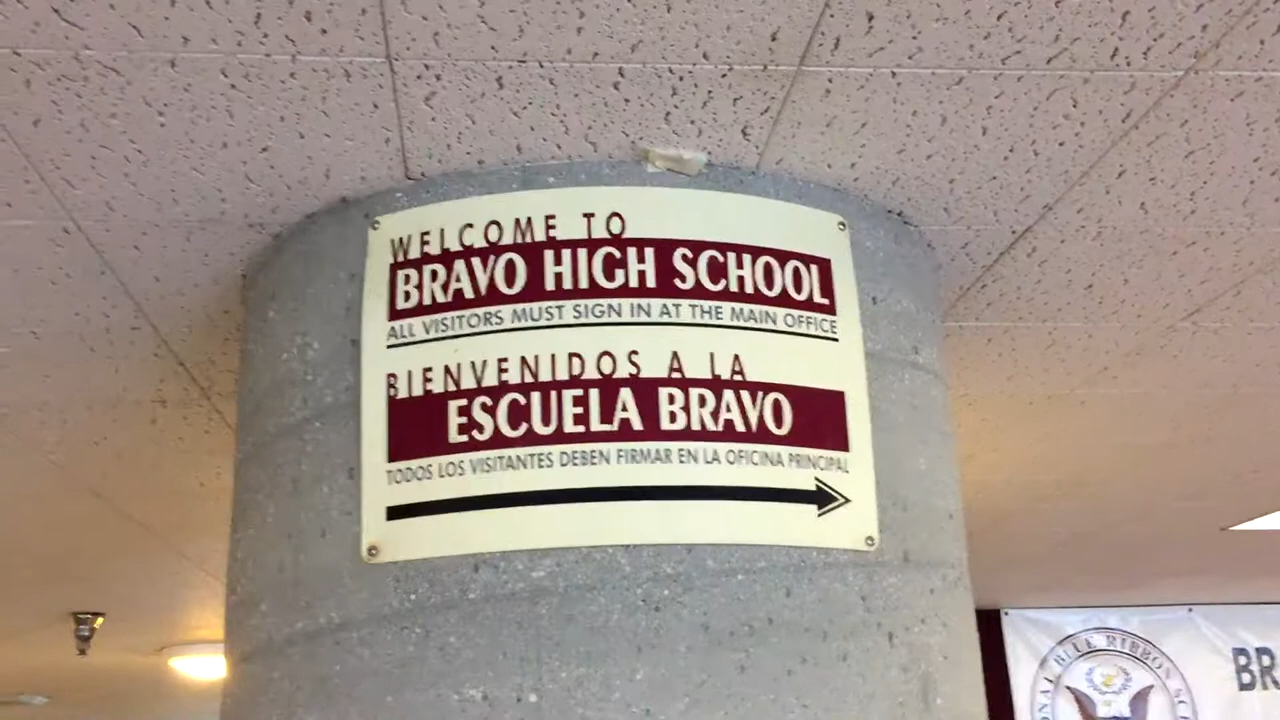 WELCOME TO
BRAVO HIGH SCHOOL
ALL VISITORS MUST SIGN IN AT THE MAIN OFFICE
BIENVENIDOS A LA
ESCUELA BRAVO
TODOS LOS VISITANTES DEBEN FIRMAR EN LA OFICINA PRINCIPAL
BLUE RIBBON
BR